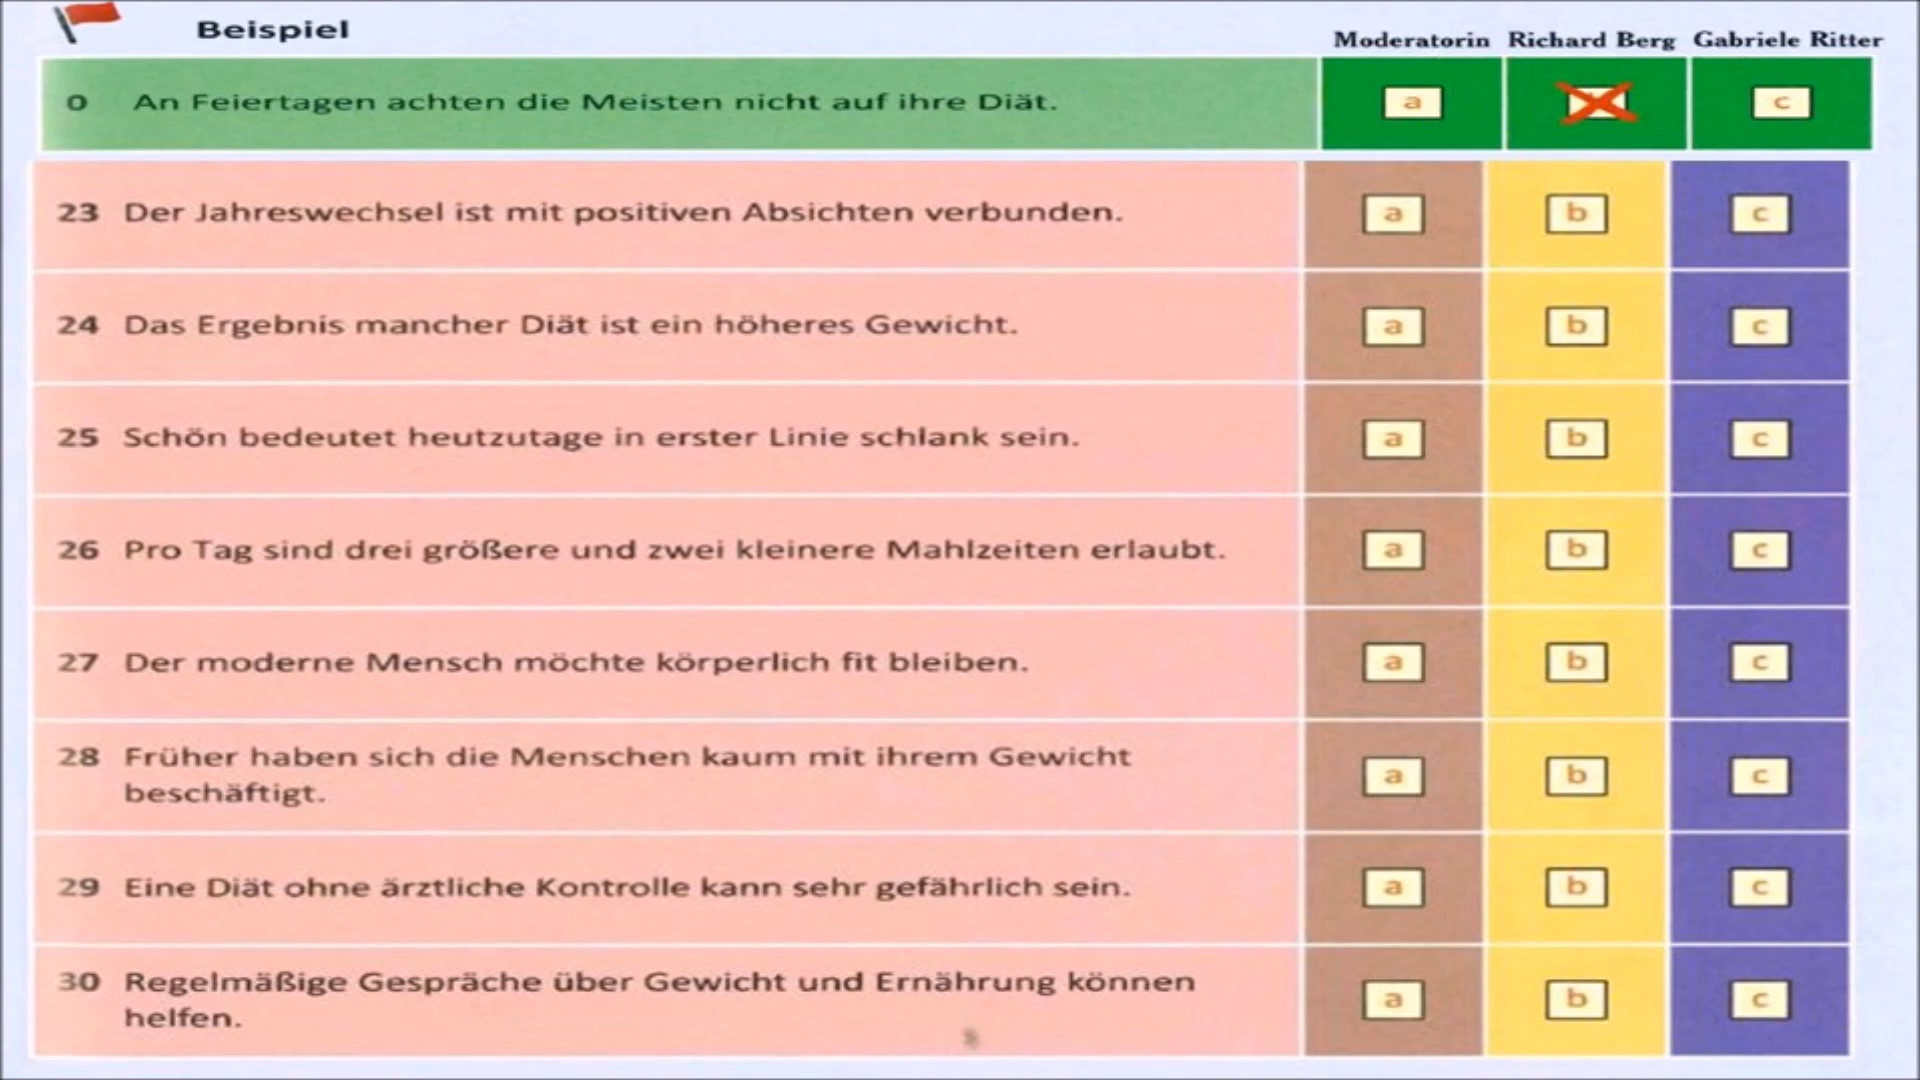 Beispiel
Moderatorin Richard Berg Gabriele Ritter
0 An Feiertagen achten die Meisten nicht auf ihre Diät. a c
23 Der Jahreswechsel ist mit positiven Absichten verbunden. a b c
24 Das Ergebnis mancher Diät ist ein höheres Gewicht. a b c
25 Schön bedeutet heutzutage in erster Linie schlank sein. a b c
26 Pro Tag sind drei größere und zwei kleinere Mahlzeiten erlaubt. a b c
27 Der moderne Mensch möchte körperlich fit bleiben. a b c
28 Früher haben sich die Menschen kaum mit ihrem Gewicht
beschäftigt. a b c
29 Eine Diät ohne ärztliche Kontrolle kann sehr gefährlich sein. a b c
30 Regelmäßige Gespräche über Gewicht und Ernährung können
helfen. a b c